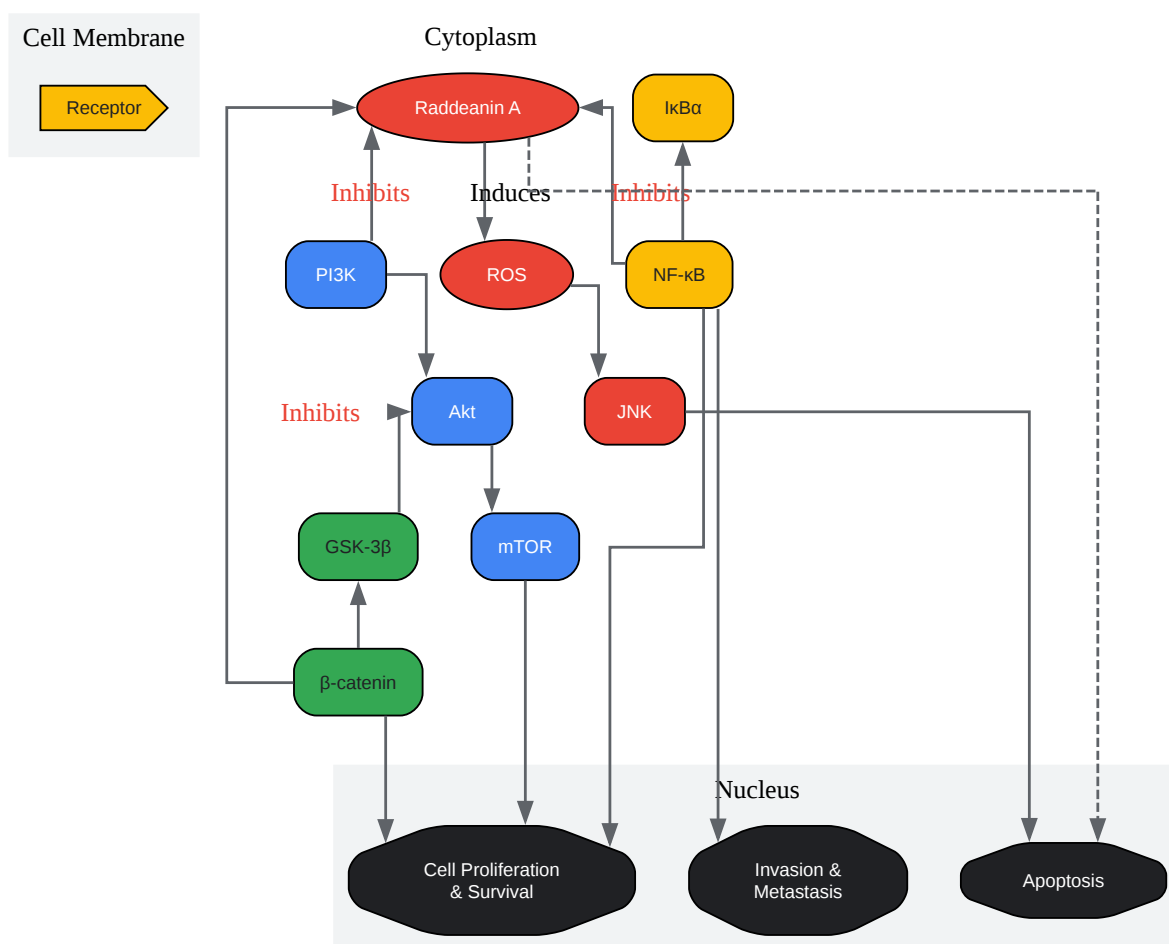 Cell Membrane
Cytoplasm
Receptor
Raddeanin A
IκBα
Inhibits
Induces
Inhibits
PI3K
ROS
NF-κB
Inhibits
Akt
JNK
GSK-3β
mTOR
β-catenin
Nucleus
Cell Proliferation
& Survival
Invasion &
Metastasis
Apoptosis